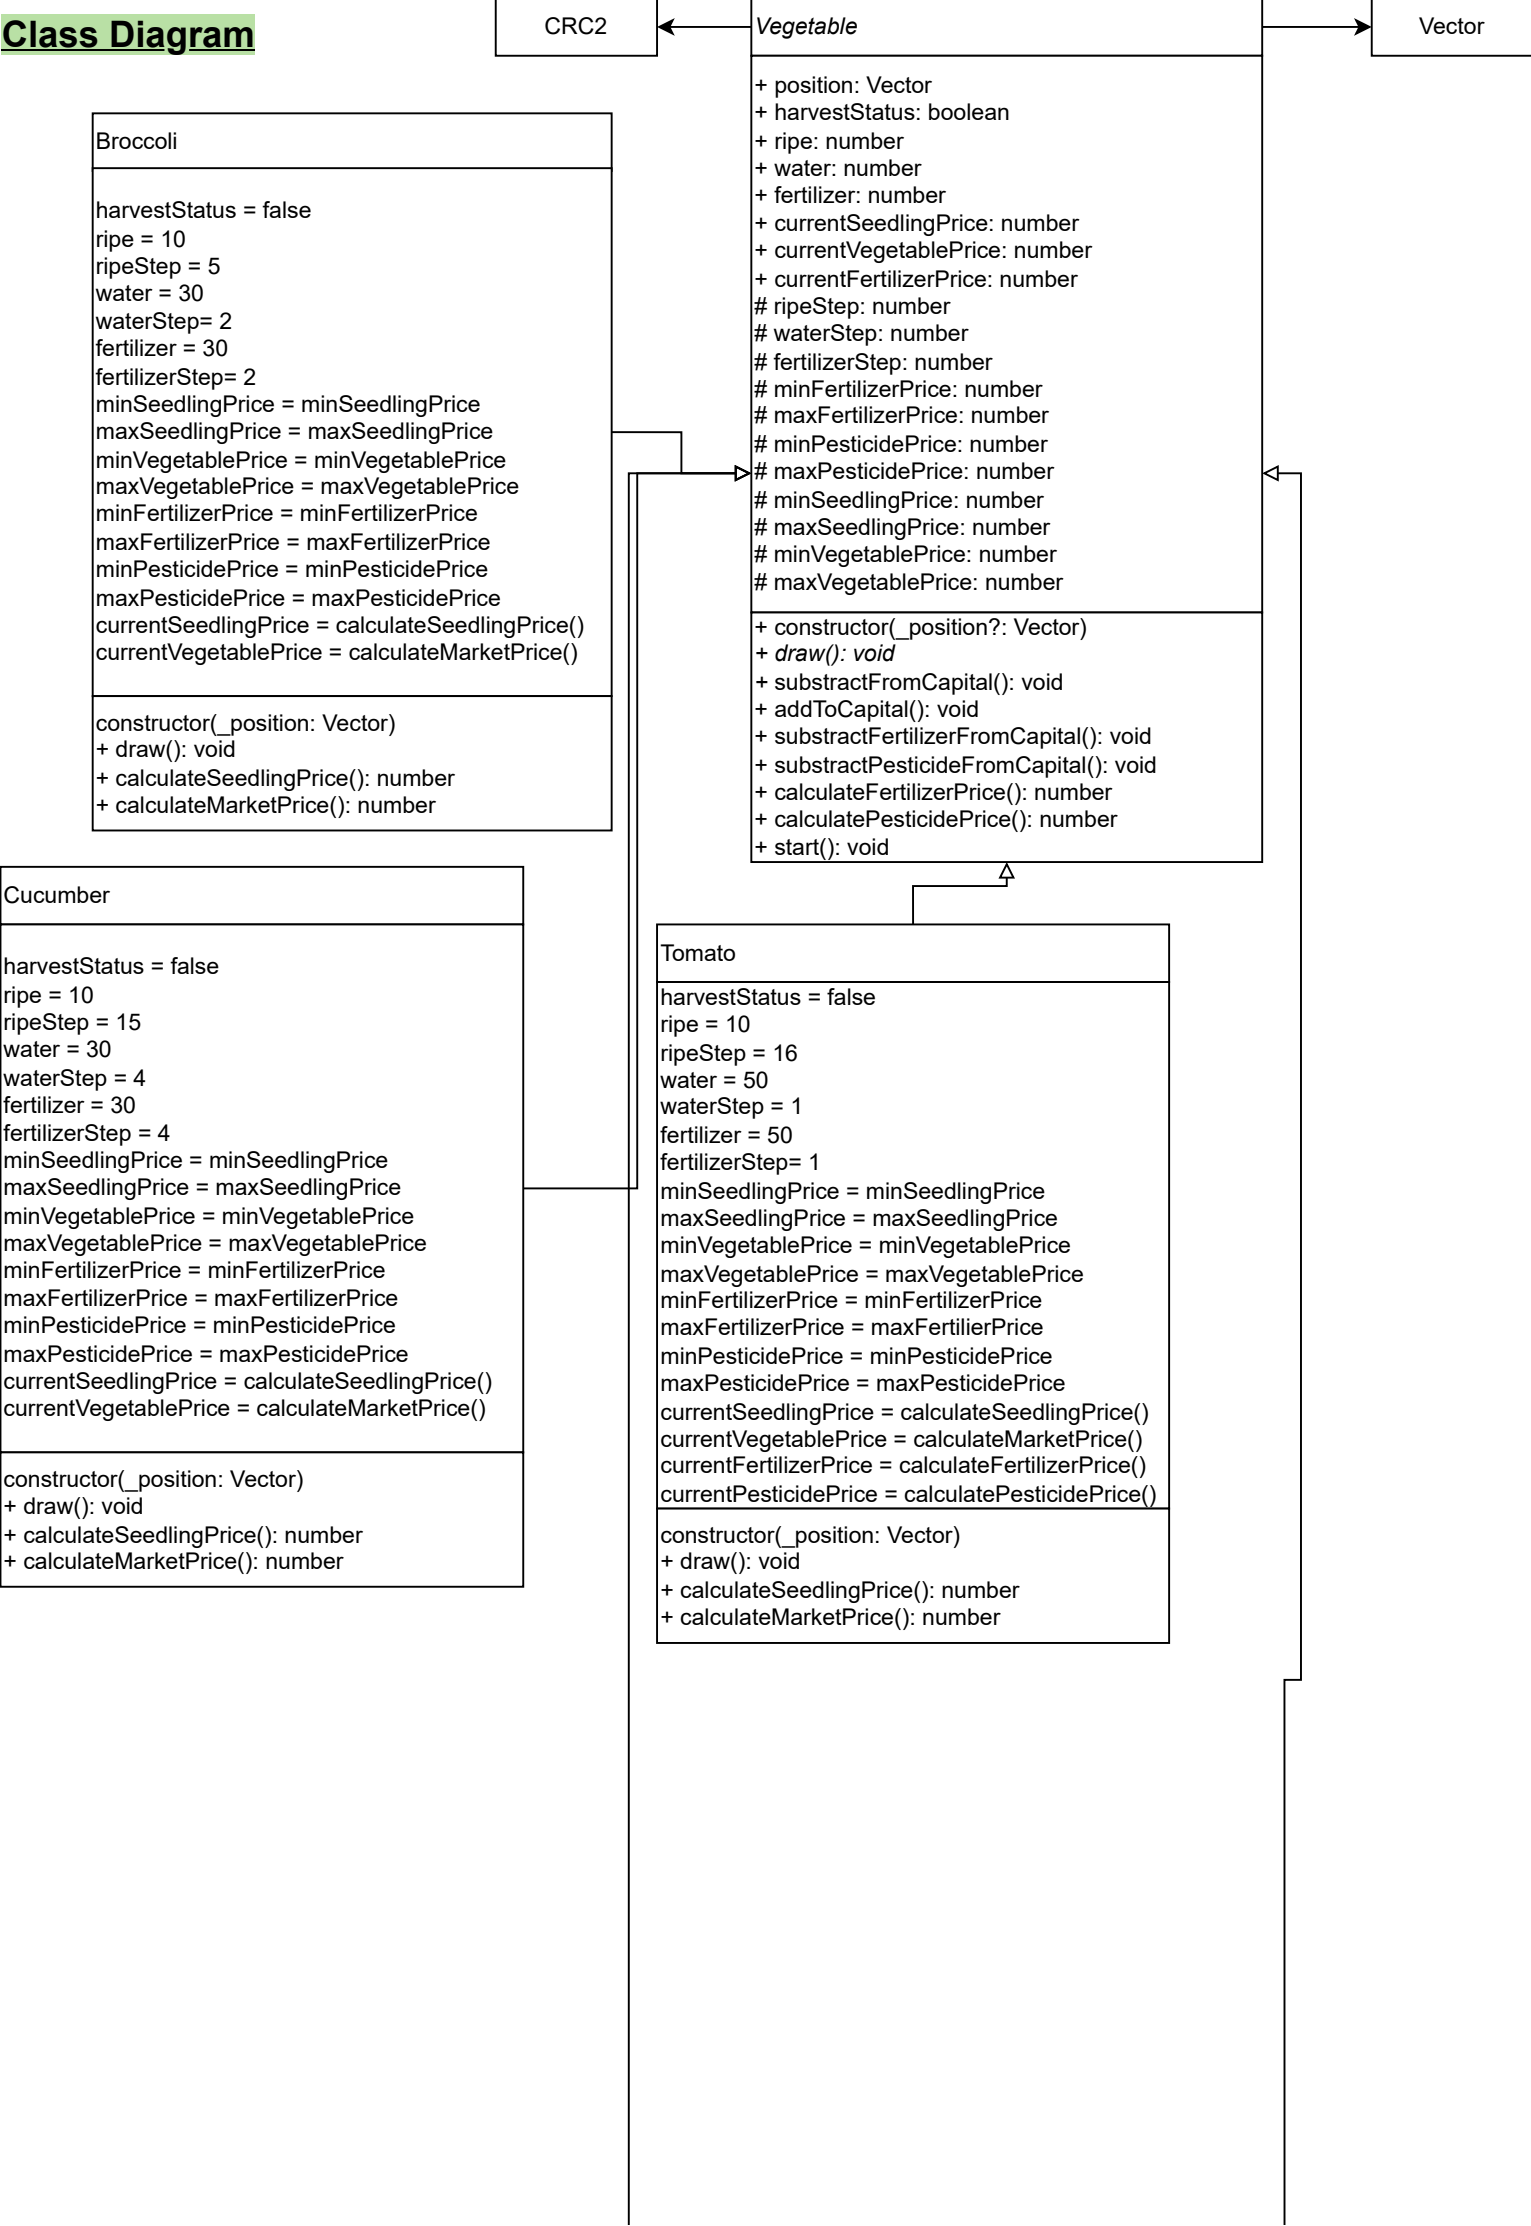 Class Diagram
CRC2
Vegetable
Vector
+ position: Vector
+ harvestStatus: boolean
+ ripe: number
+ water: number
+ fertilizer: number
+ currentSeedlingPrice: number
+ currentVegetablePrice: number
+ currentFertilizerPrice: number
# ripeStep: number
# waterStep: number
# fertilizerStep: number
# minFertilizerPrice: number
# maxFertilizerPrice: number
# minPesticidePrice: number
# maxPesticidePrice: number
# minSeedlingPrice: number
# maxSeedlingPrice: number
# minVegetablePrice: number
# maxVegetablePrice: number
+ constructor(_position?: Vector)
+ draw(): void
+ substractFromCapital(): void
+ addToCapital(): void
+ substractFertilizerFromCapital(): void
+ substractPesticideFromCapital(): void
+ calculateFertilizerPrice(): number
+ calculatePesticidePrice(): number
+ start(): void
Broccoli
harvestStatus = false
ripe = 10
ripeStep = 5
water = 30
waterStep= 2
fertilizer = 30
fertilizerStep= 2
minSeedlingPrice = minSeedlingPrice
maxSeedlingPrice = maxSeedlingPrice
minVegetablePrice = minVegetablePrice
maxVegetablePrice = maxVegetablePrice
minFertilizerPrice = minFertilizerPrice
maxFertilizerPrice = maxFertilizerPrice
minPesticidePrice = minPesticidePrice
maxPesticidePrice = maxPesticidePrice
currentSeedlingPrice = calculateSeedlingPrice()
currentVegetablePrice = calculateMarketPrice()
constructor(_position: Vector)
+ draw(): void
+ calculateSeedlingPrice(): number
+ calculateMarketPrice(): number
Cucumber
harvestStatus = false
ripe = 10
ripeStep = 15
water = 30
waterStep = 4
fertilizer = 30
fertilizerStep = 4
minSeedlingPrice = minSeedlingPrice
maxSeedlingPrice = maxSeedlingPrice
minVegetablePrice = minVegetablePrice
maxVegetablePrice = maxVegetablePrice
minFertilizerPrice = minFertilizerPrice
maxFertilizerPrice = maxFertilizerPrice
minPesticidePrice = minPesticidePrice
maxPesticidePrice = maxPesticidePrice
currentSeedlingPrice = calculateSeedlingPrice()
currentVegetablePrice = calculateMarketPrice()
constructor(_position: Vector)
+ draw(): void
+ calculateSeedlingPrice(): number
+ calculateMarketPrice(): number
Tomato
harvestStatus = false
ripe = 10
ripeStep = 16
water = 50
waterStep = 1
fertilizer = 50
fertilizerStep= 1
minSeedlingPrice = minSeedlingPrice
maxSeedlingPrice = maxSeedlingPrice
minVegetablePrice = minVegetablePrice
maxVegetablePrice = maxVegetablePrice
minFertilizerPrice = minFertilizerPrice
maxFertilizerPrice = maxFertilierPrice
minPesticidePrice = minPesticidePrice
maxPesticidePrice = maxPesticidePrice
currentSeedlingPrice = calculateSeedlingPrice()
currentVegetablePrice = calculateMarketPrice()
currentFertilizerPrice = calculateFertilizerPrice()
currentPesticidePrice = calculatePesticidePrice()
constructor(_position: Vector)
+ draw(): void
+ calculateSeedlingPrice(): number
+ calculateMarketPrice(): number